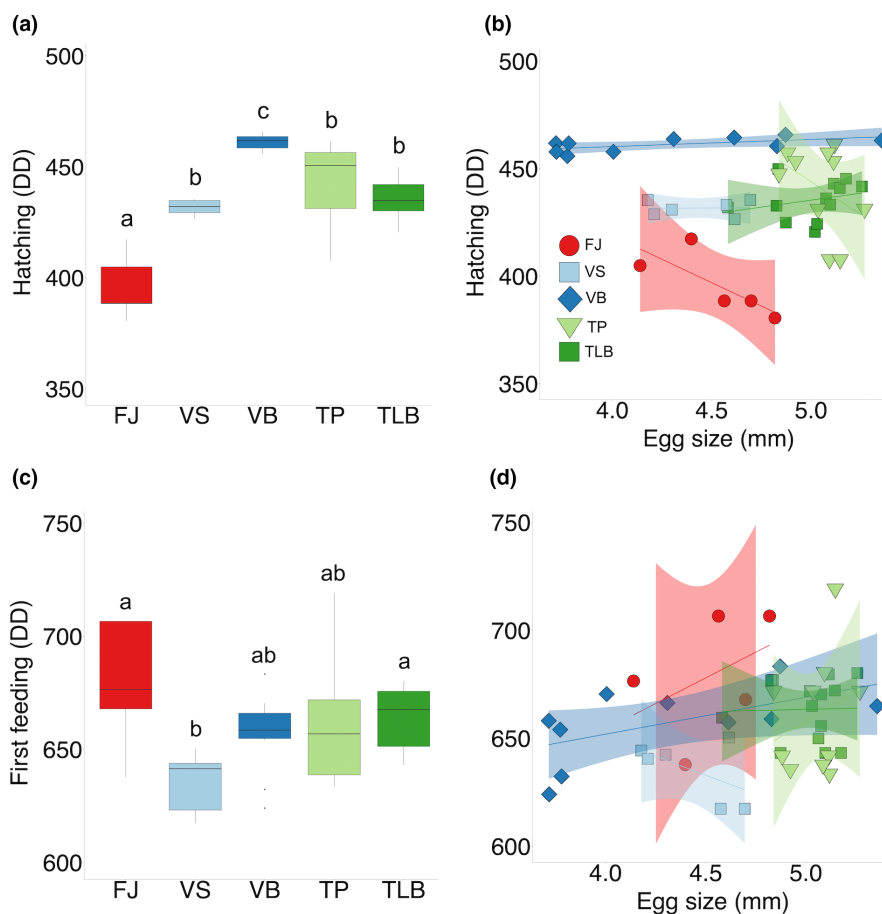 (a)
500
450
400
350
Hatching (DD)
a
b
c
b
b
FJ VS VB TP TLB
(b)
500
450
400
350
Hatching (DD)
FJ
VS
VB
TP
TLB
4.0 4.5 5.0
Egg size (mm)
(c)
750
700
650
600
First feeding (DD)
a
b
ab
ab
a
FJ VS VB TP TLB
(d)
750
700
650
600
4.0 4.5 5.0
Egg size (mm)